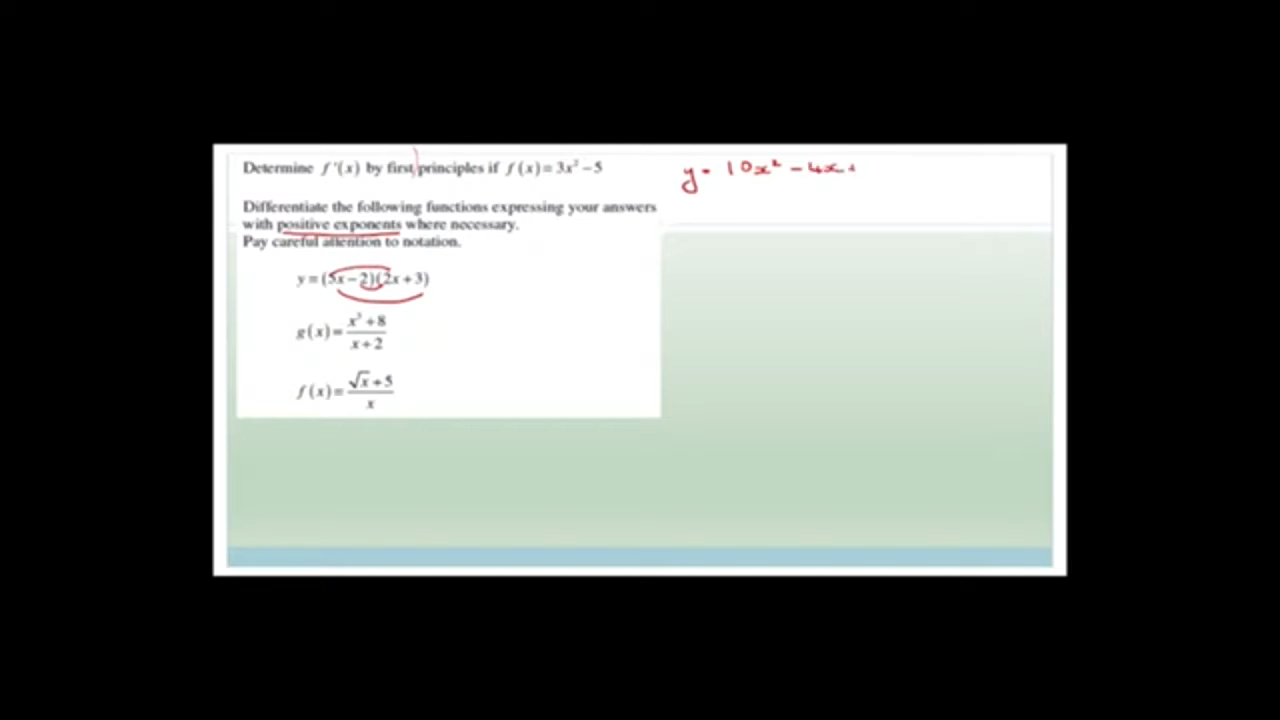 Determine f'(x) by first principles if f(x) = 3x² − 5
y = 10x² − 4x +
Differentiate the following functions expressing your answers
with positive exponents where necessary.
Pay careful attention to notation.
y = (5x − 2)(2x + 3)
g(x) = (x³ + 8)/(x + 2)
f(x) = (√x + 5)/x